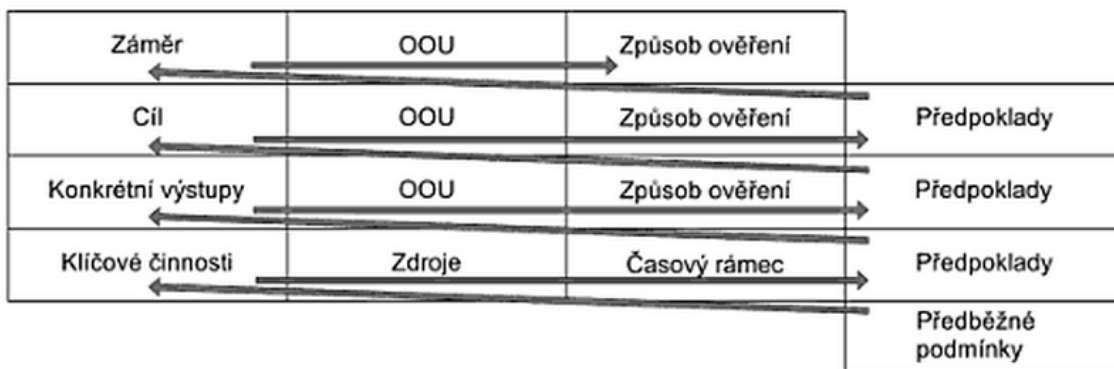 Záměr OOU Způsob ověření
Cíl OOU Způsob ověření Předpoklady
Konkrétní výstupy OOU Způsob ověření Předpoklady
Klíčové činnosti Zdroje Časový rámec Předpoklady
Předběžné
podmínky